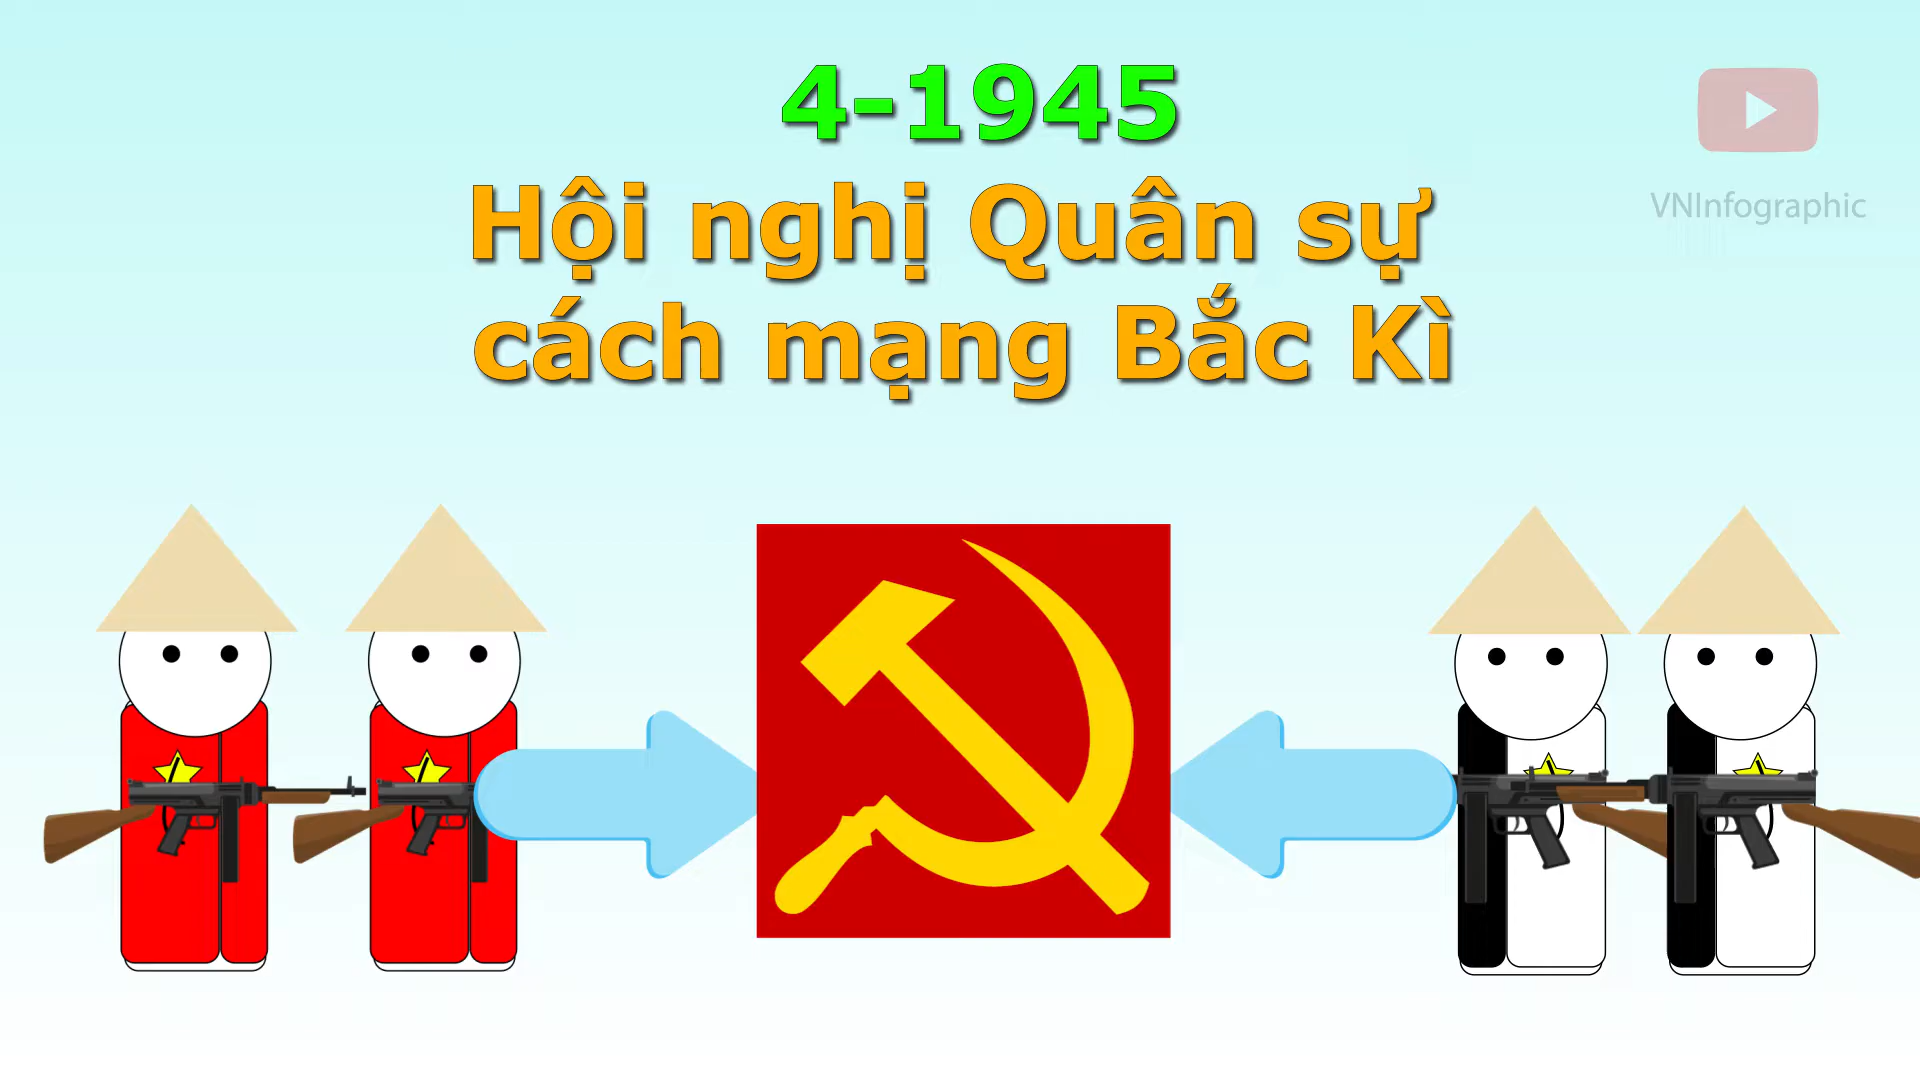 4-1945
Hội nghị Quân sự
cách mạng Bắc Kì
VNInfographic